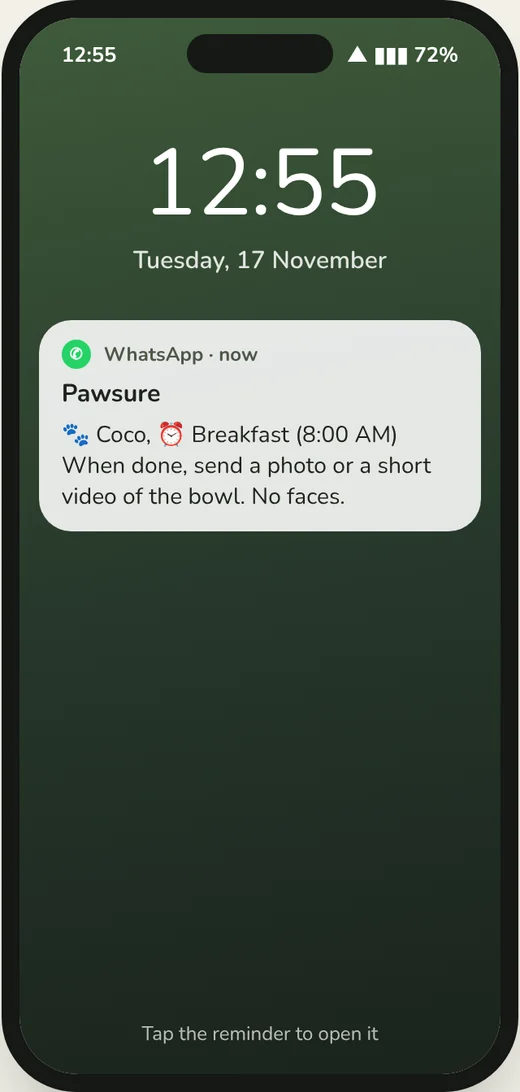 12:55 72%
12:55
Tuesday, 17 November
WhatsApp · now
Pawsure
🐾 Coco, ⏰ Breakfast (8:00 AM)
When done, send a photo or a short
video of the bowl. No faces.
Tap the reminder to open it